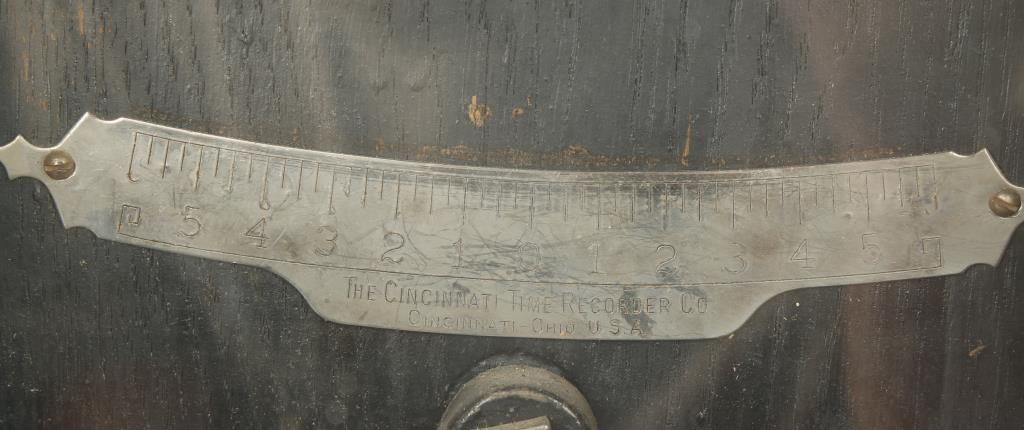 5 4 3 2 1 0 1 2 3 4 5
THE CINCINNATI TIME RECORDER CO
CINCINNATI-OHIO U.S.A.